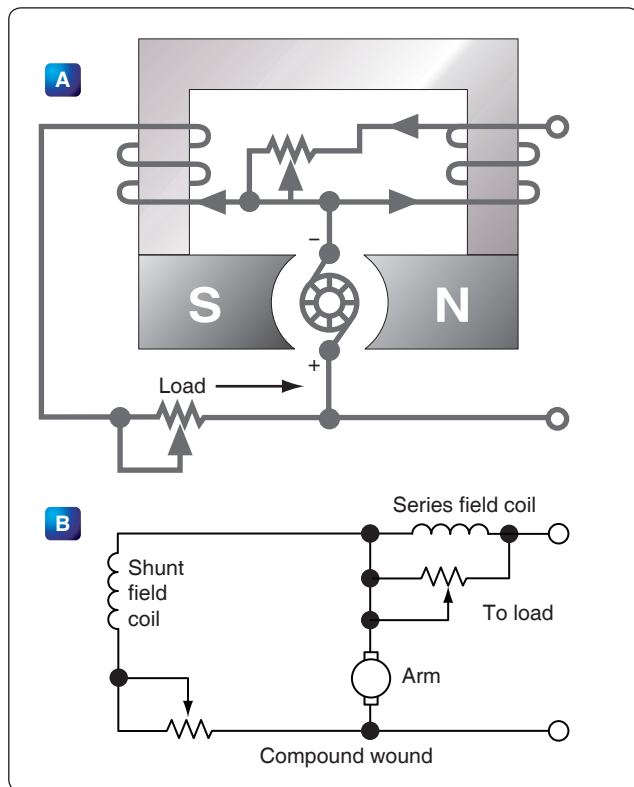 A
S
N
−
+
Load
B
Series field coil
Shunt
field
coil
To load
Arm
Compound wound